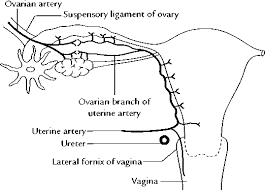 Ovarian artery
Suspensory ligament of ovary
Ovarian branch of
uterine artery
Uterine artery
Ureter
Lateral fornix of vagina
Vagina